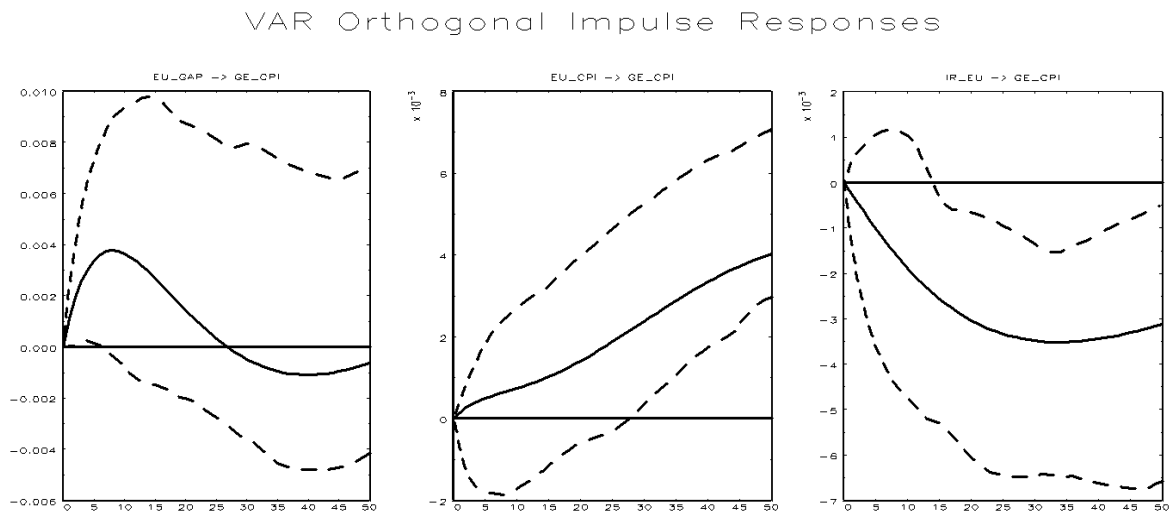 VAR Orthogonal Impulse Responses
EU_GAP -> GE_CPI
0.010
0.008
0.006
0.004
0.002
0.000
-0.002
-0.004
-0.006
0 5 10 15 20 25 30 35 40 45 50
EU_CPI -> GE_CPI
x 10⁻³
8
6
4
2
0
-2
0 5 10 15 20 25 30 35 40 45 50
IR_EU -> GE_CPI
x 10⁻³
2
1
0
-1
-2
-3
-4
-5
-6
-7
0 5 10 15 20 25 30 35 40 45 50